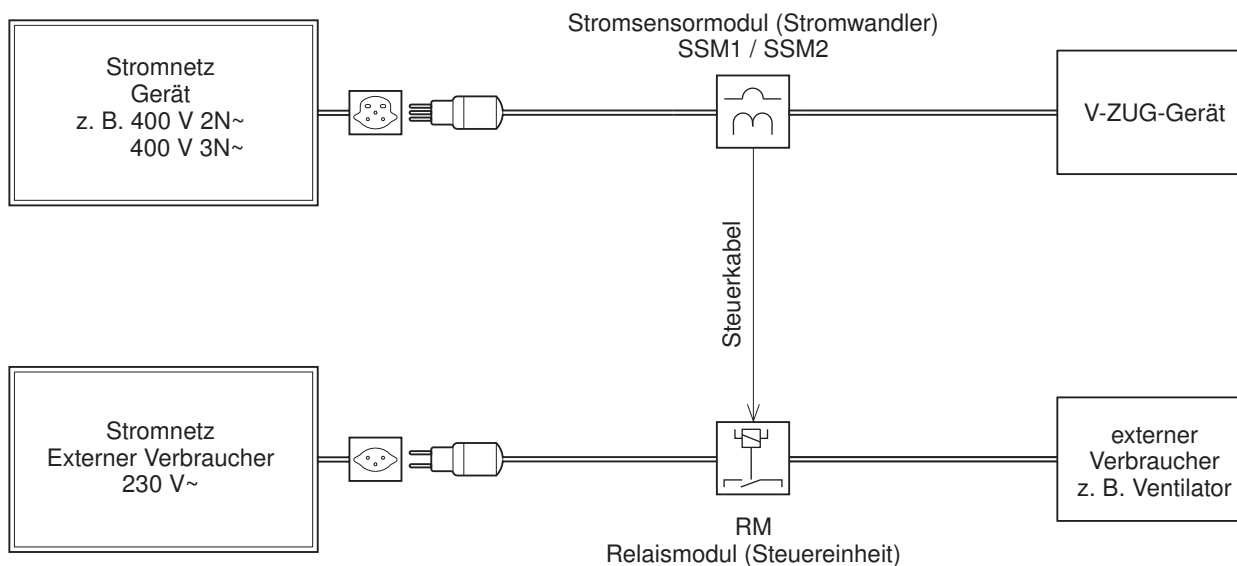 Stromsensormodul (Stromwandler)
SSM1 / SSM2
Stromnetz
Gerät
z. B. 400 V 2N~
400 V 3N~
V-ZUG-Gerät
Steuerkabel
Stromnetz
Externer Verbraucher
230 V~
externer
Verbraucher
z. B. Ventilator
RM
Relaismodul (Steuereinheit)